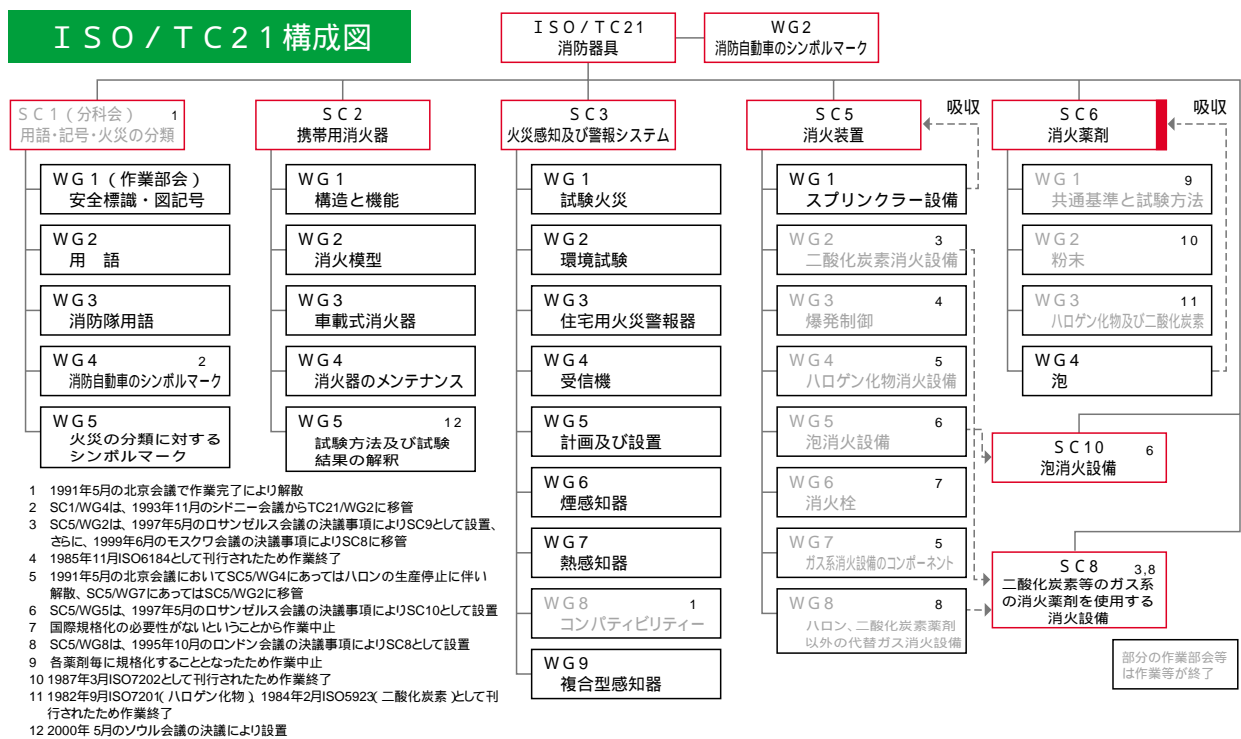 ＩＳＯ/ＴＣ２１構成図
ＩＳＯ/ＴＣ21
消防器具
ＷＧ２
消防自動車のシンボルマーク
ＳＣ１(分科会) 1
用語・記号・火災の分類
ＷＧ１(作業部会)
安全標識・図記号
ＷＧ２
用　語
ＷＧ３
消防隊用語
ＷＧ４ 2
消防自動車のシンボルマーク
ＷＧ５
火災の分類に対する
シンボルマーク
ＳＣ２
携帯用消火器
ＷＧ１
構造と機能
ＷＧ２
消火模型
ＷＧ３
車載式消火器
ＷＧ４
消火器のメンテナンス
ＷＧ５ 12
試験方法及び試験
結果の解釈
ＳＣ３
火災感知及び警報システム
ＷＧ１
試験火災
ＷＧ２
環境試験
ＷＧ３
住宅用火災警報器
ＷＧ４
受信機
ＷＧ５
計画及び設置
ＷＧ６
煙感知器
ＷＧ７
熱感知器
ＷＧ８ 1
コンパティビリティー
ＷＧ９
複合型感知器
ＳＣ５
消火装置
吸収
ＷＧ１
スプリンクラー設備
ＷＧ２ 3
二酸化炭素消火設備
ＷＧ３ 4
爆発制御
ＷＧ４ 5
ハロゲン化物消火設備
ＷＧ５ 6
泡消火設備
ＷＧ６ 7
消火栓
ＷＧ７ 5
ガス系消火設備のコンポーネント
ＷＧ８ 8
ハロン、二酸化炭素薬剤
以外の代替ガス消火設備
ＳＣ６
消火薬剤
吸収
ＷＧ１ 9
共通基準と試験方法
ＷＧ２ 10
粉末
ＷＧ３ 11
ハロゲン化物及び二酸化炭素
ＷＧ４
泡
ＳＣ10 6
泡消火設備
ＳＣ８ 3,8
二酸化炭素等のガス系
の消火薬剤を使用する
消火設備
部分の作業部会等
は作業等が終了
1 1991年5月の北京会議で作業完了により解散
2 SC1/WG4は、1993年11月のシドニー会議からTC21/WG2に移管
3 SC5/WG2は、1997年5月のロサンゼルス会議の決議事項によりSC9として設置、
さらに、1999年6月のモスクワ会議の決議事項によりSC8に移管
4 1985年11月ISO6184として刊行されたため作業終了
5 1991年5月の北京会議においてSC5/WG4にあってはハロンの生産停止に伴い
解散、SC5/WG7にあってはSC5/WG2に移管
6 SC5/WG5は、1997年5月のロサンゼルス会議の決議事項によりSC10として設置
7 国際規格化の必要性がないということから作業中止
8 SC5/WG8は、1995年10月のロンドン会議の決議事項によりSC8として設置
9 各薬剤毎に規格化することとなったため作業中止
10 1987年3月ISO7202として刊行されたため作業終了
11 1982年9月ISO7201(ハロゲン化物)、1984年2月ISO5923(二酸化炭素)として刊
行されたため作業終了
12 2000年 5月のソウル会議の決議により設置